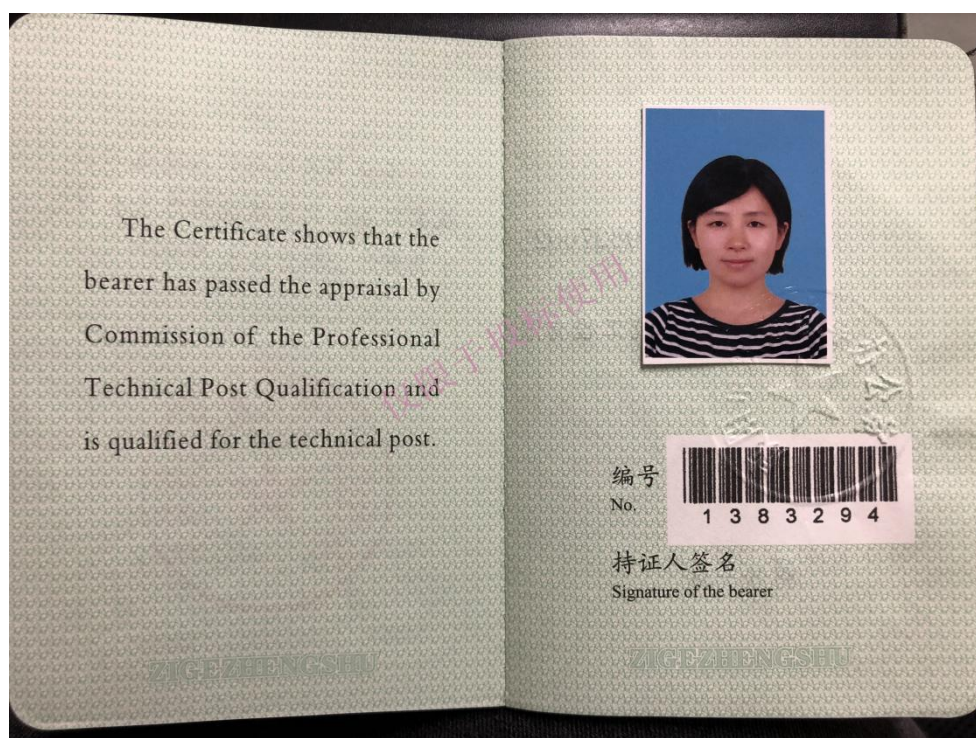 The Certificate shows that the
bearer has passed the appraisal by
Commission of the Professional
Technical Post Qualification and
is qualified for the technical post.
ZIGEZHENGSHU
仅限于投标使用
编号
No.
1383294
持证人签名
Signature of the bearer
ZIGEZHENGSHU